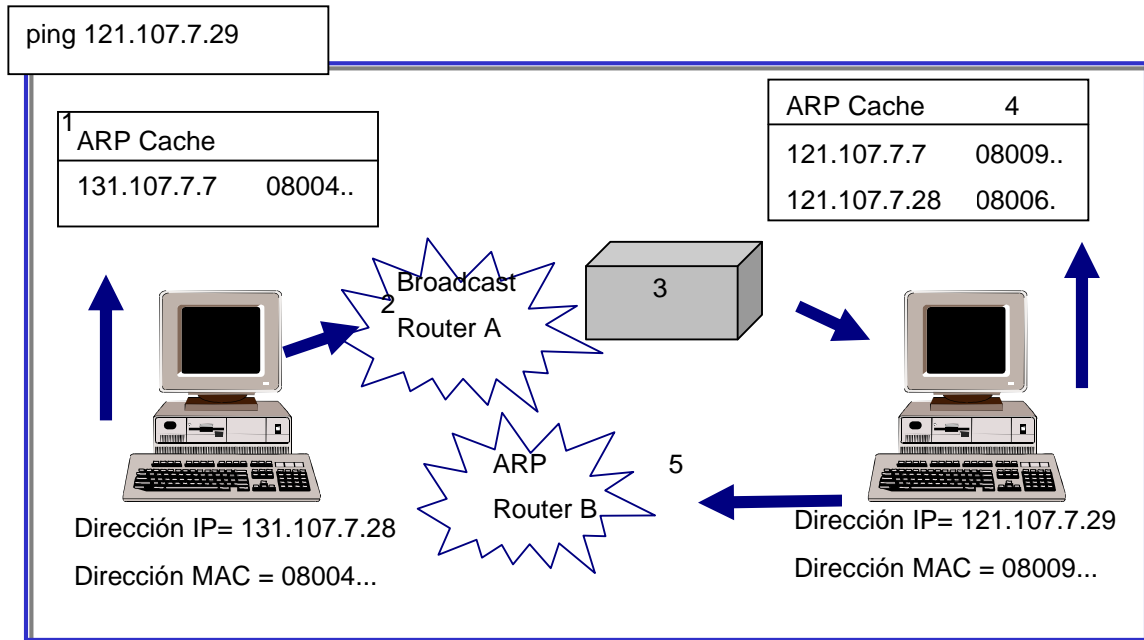 ping 121.107.7.29
1
ARP Cache
131.107.7.7 08004..
ARP Cache 4
121.107.7.7 08009..
121.107.7.28 08006.
Broadcast
2
Router A
3
ARP 5
Router B
Dirección IP= 131.107.7.28
Dirección MAC = 08004...
Dirección IP= 121.107.7.29
Dirección MAC = 08009...